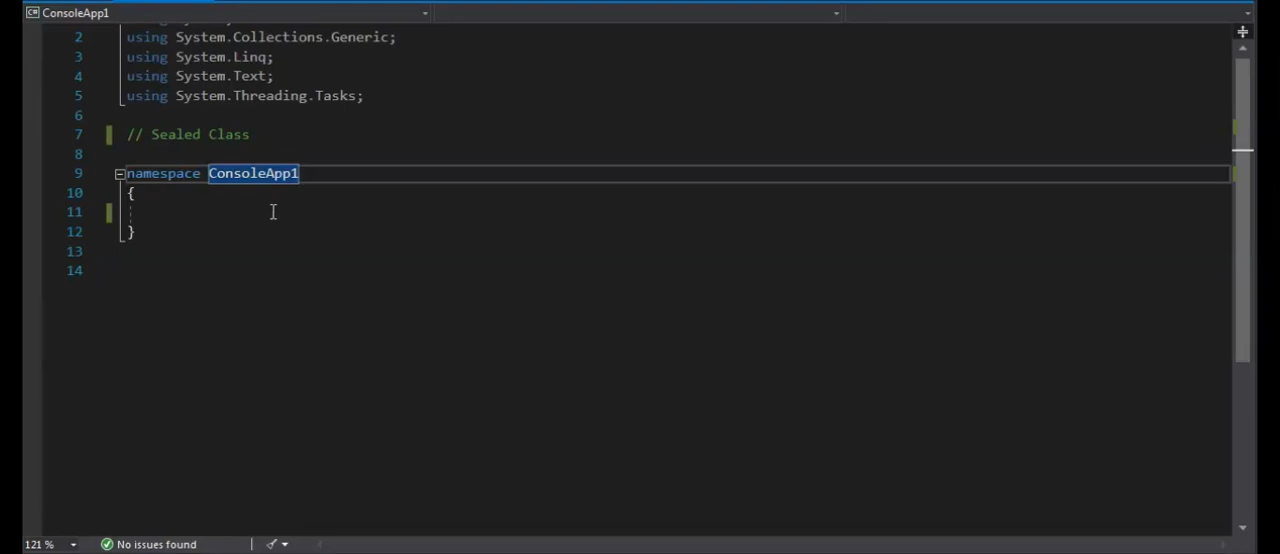 ConsoleApp1
2 using System.Collections.Generic;
3 using System.Linq;
4 using System.Text;
5 using System.Threading.Tasks;
6
7 // Sealed Class
8
9 namespace ConsoleApp1
10 {
11
12 }
13
14
121 % No issues found